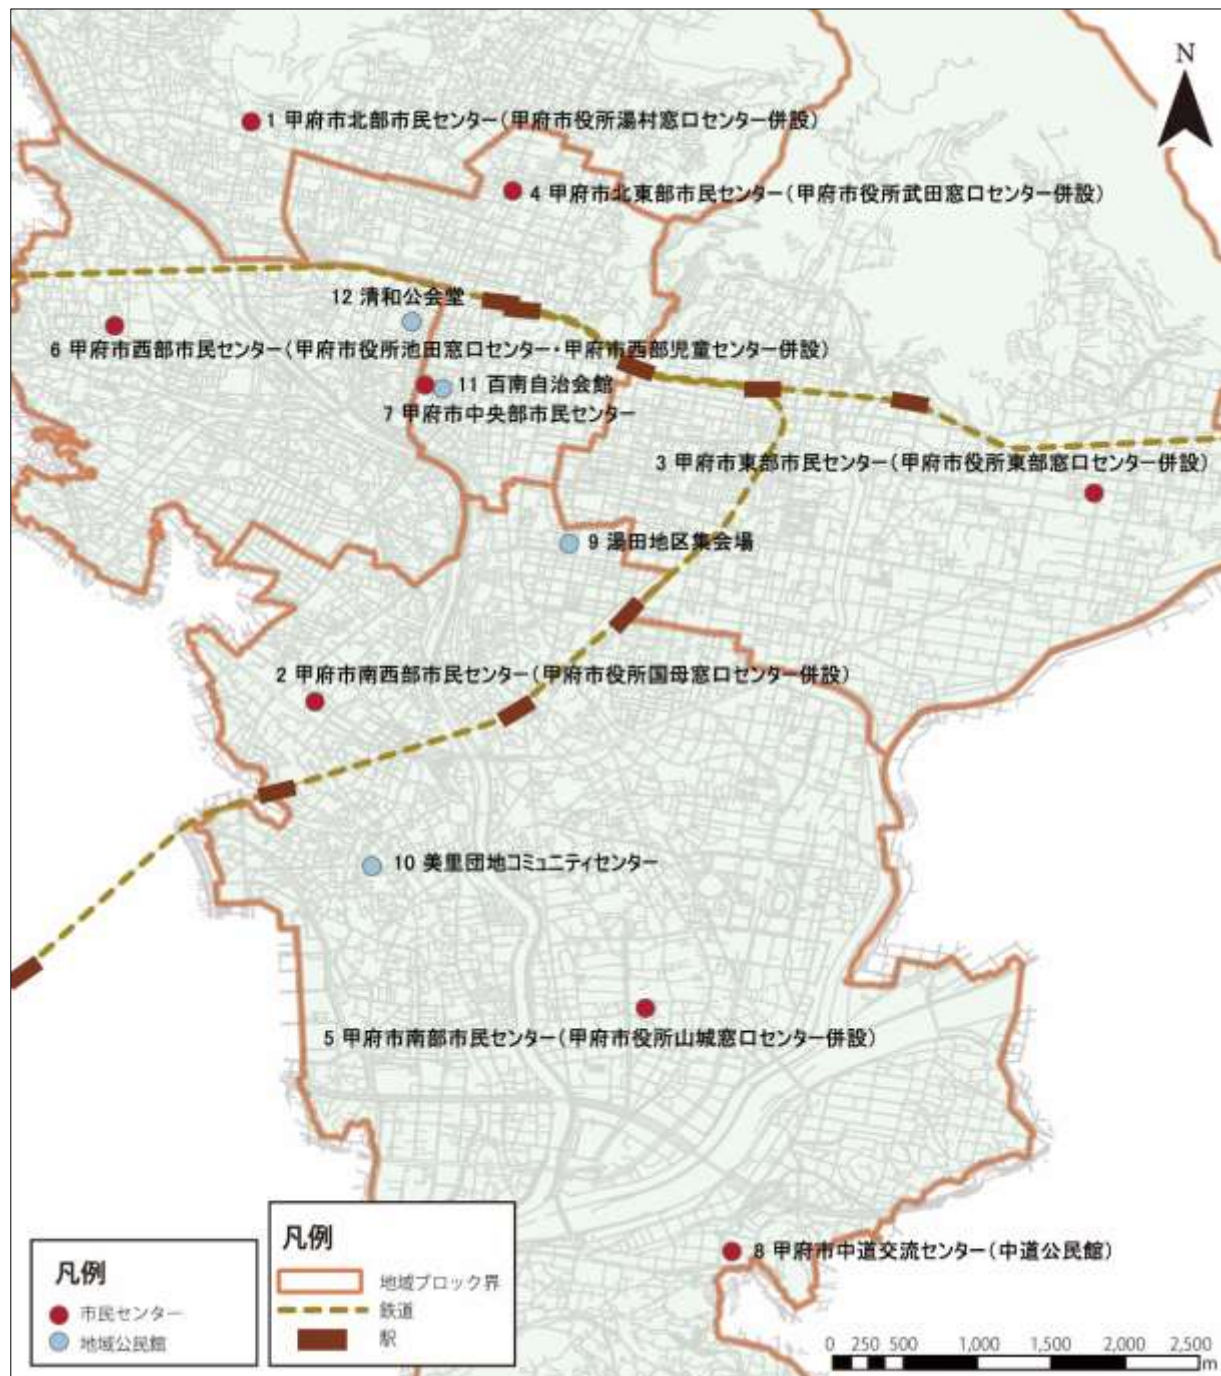 N
1 甲府市北部市民センター(甲府市役所湯村窓口センター併設)
4 甲府市北東部市民センター(甲府市役所武田窓口センター併設)
12 清和公会堂
6 甲府市西部市民センター(甲府市役所池田窓口センター・甲府市西部児童センター併設)
11 百南自治会館
7 甲府市中央部市民センター
3 甲府市東部市民センター(甲府市役所東部窓口センター併設)
9 湯田地区集会場
2 甲府市南西部市民センター(甲府市役所国母窓口センター併設)
10 美里団地コミュニティセンター
5 甲府市南部市民センター(甲府市役所山城窓口センター併設)
8 甲府市中道交流センター(中道公民館)
凡例
市民センター
地域公民館
凡例
地域ブロック界
鉄道
駅
0 250 500 1,000 1,500 2,000 2,500
m